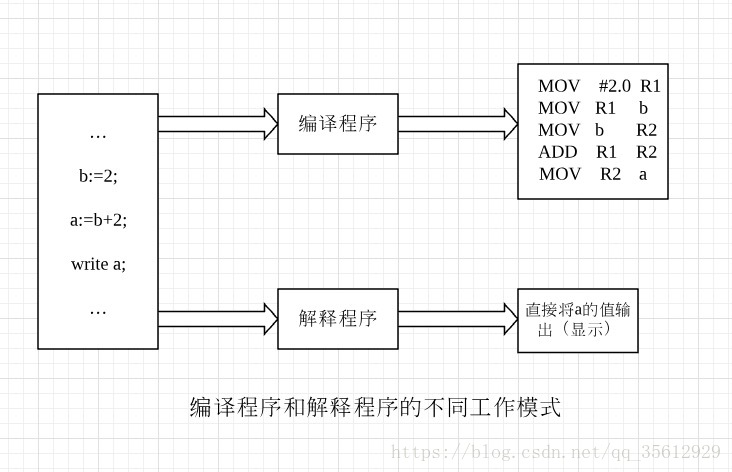 …
b:=2;
a:=b+2;
write a;
…
编译程序
MOV #2.0 R1
MOV R1 b
MOV b R2
ADD R1 R2
MOV R2 a
解释程序
直接将a的值输
出（显示）
编译程序和解释程序的不同工作模式
https://blog.csdn.net/qq_35612929